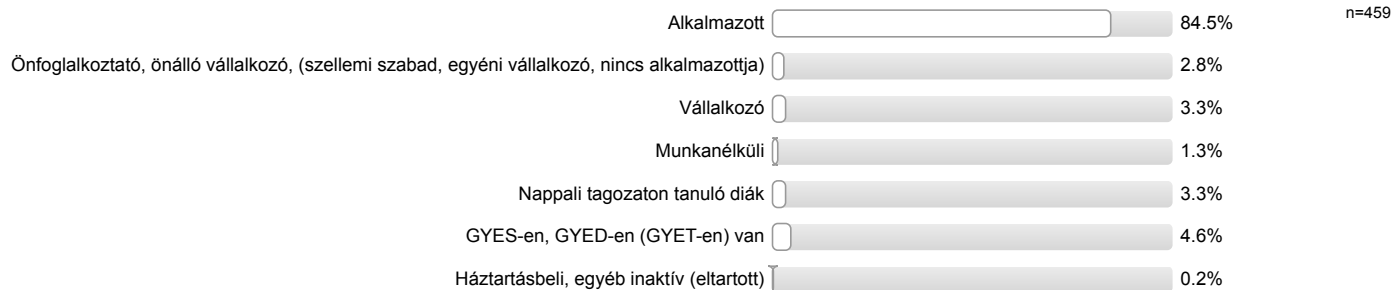 Alkalmazott 84.5% n=459
Önfoglalkoztató, önálló vállalkozó, (szellemi szabad, egyéni vállalkozó, nincs alkalmazottja) 2.8%
Vállalkozó 3.3%
Munkanélküli 1.3%
Nappali tagozaton tanuló diák 3.3%
GYES-en, GYED-en (GYET-en) van 4.6%
Háztartásbeli, egyéb inaktív (eltartott) 0.2%